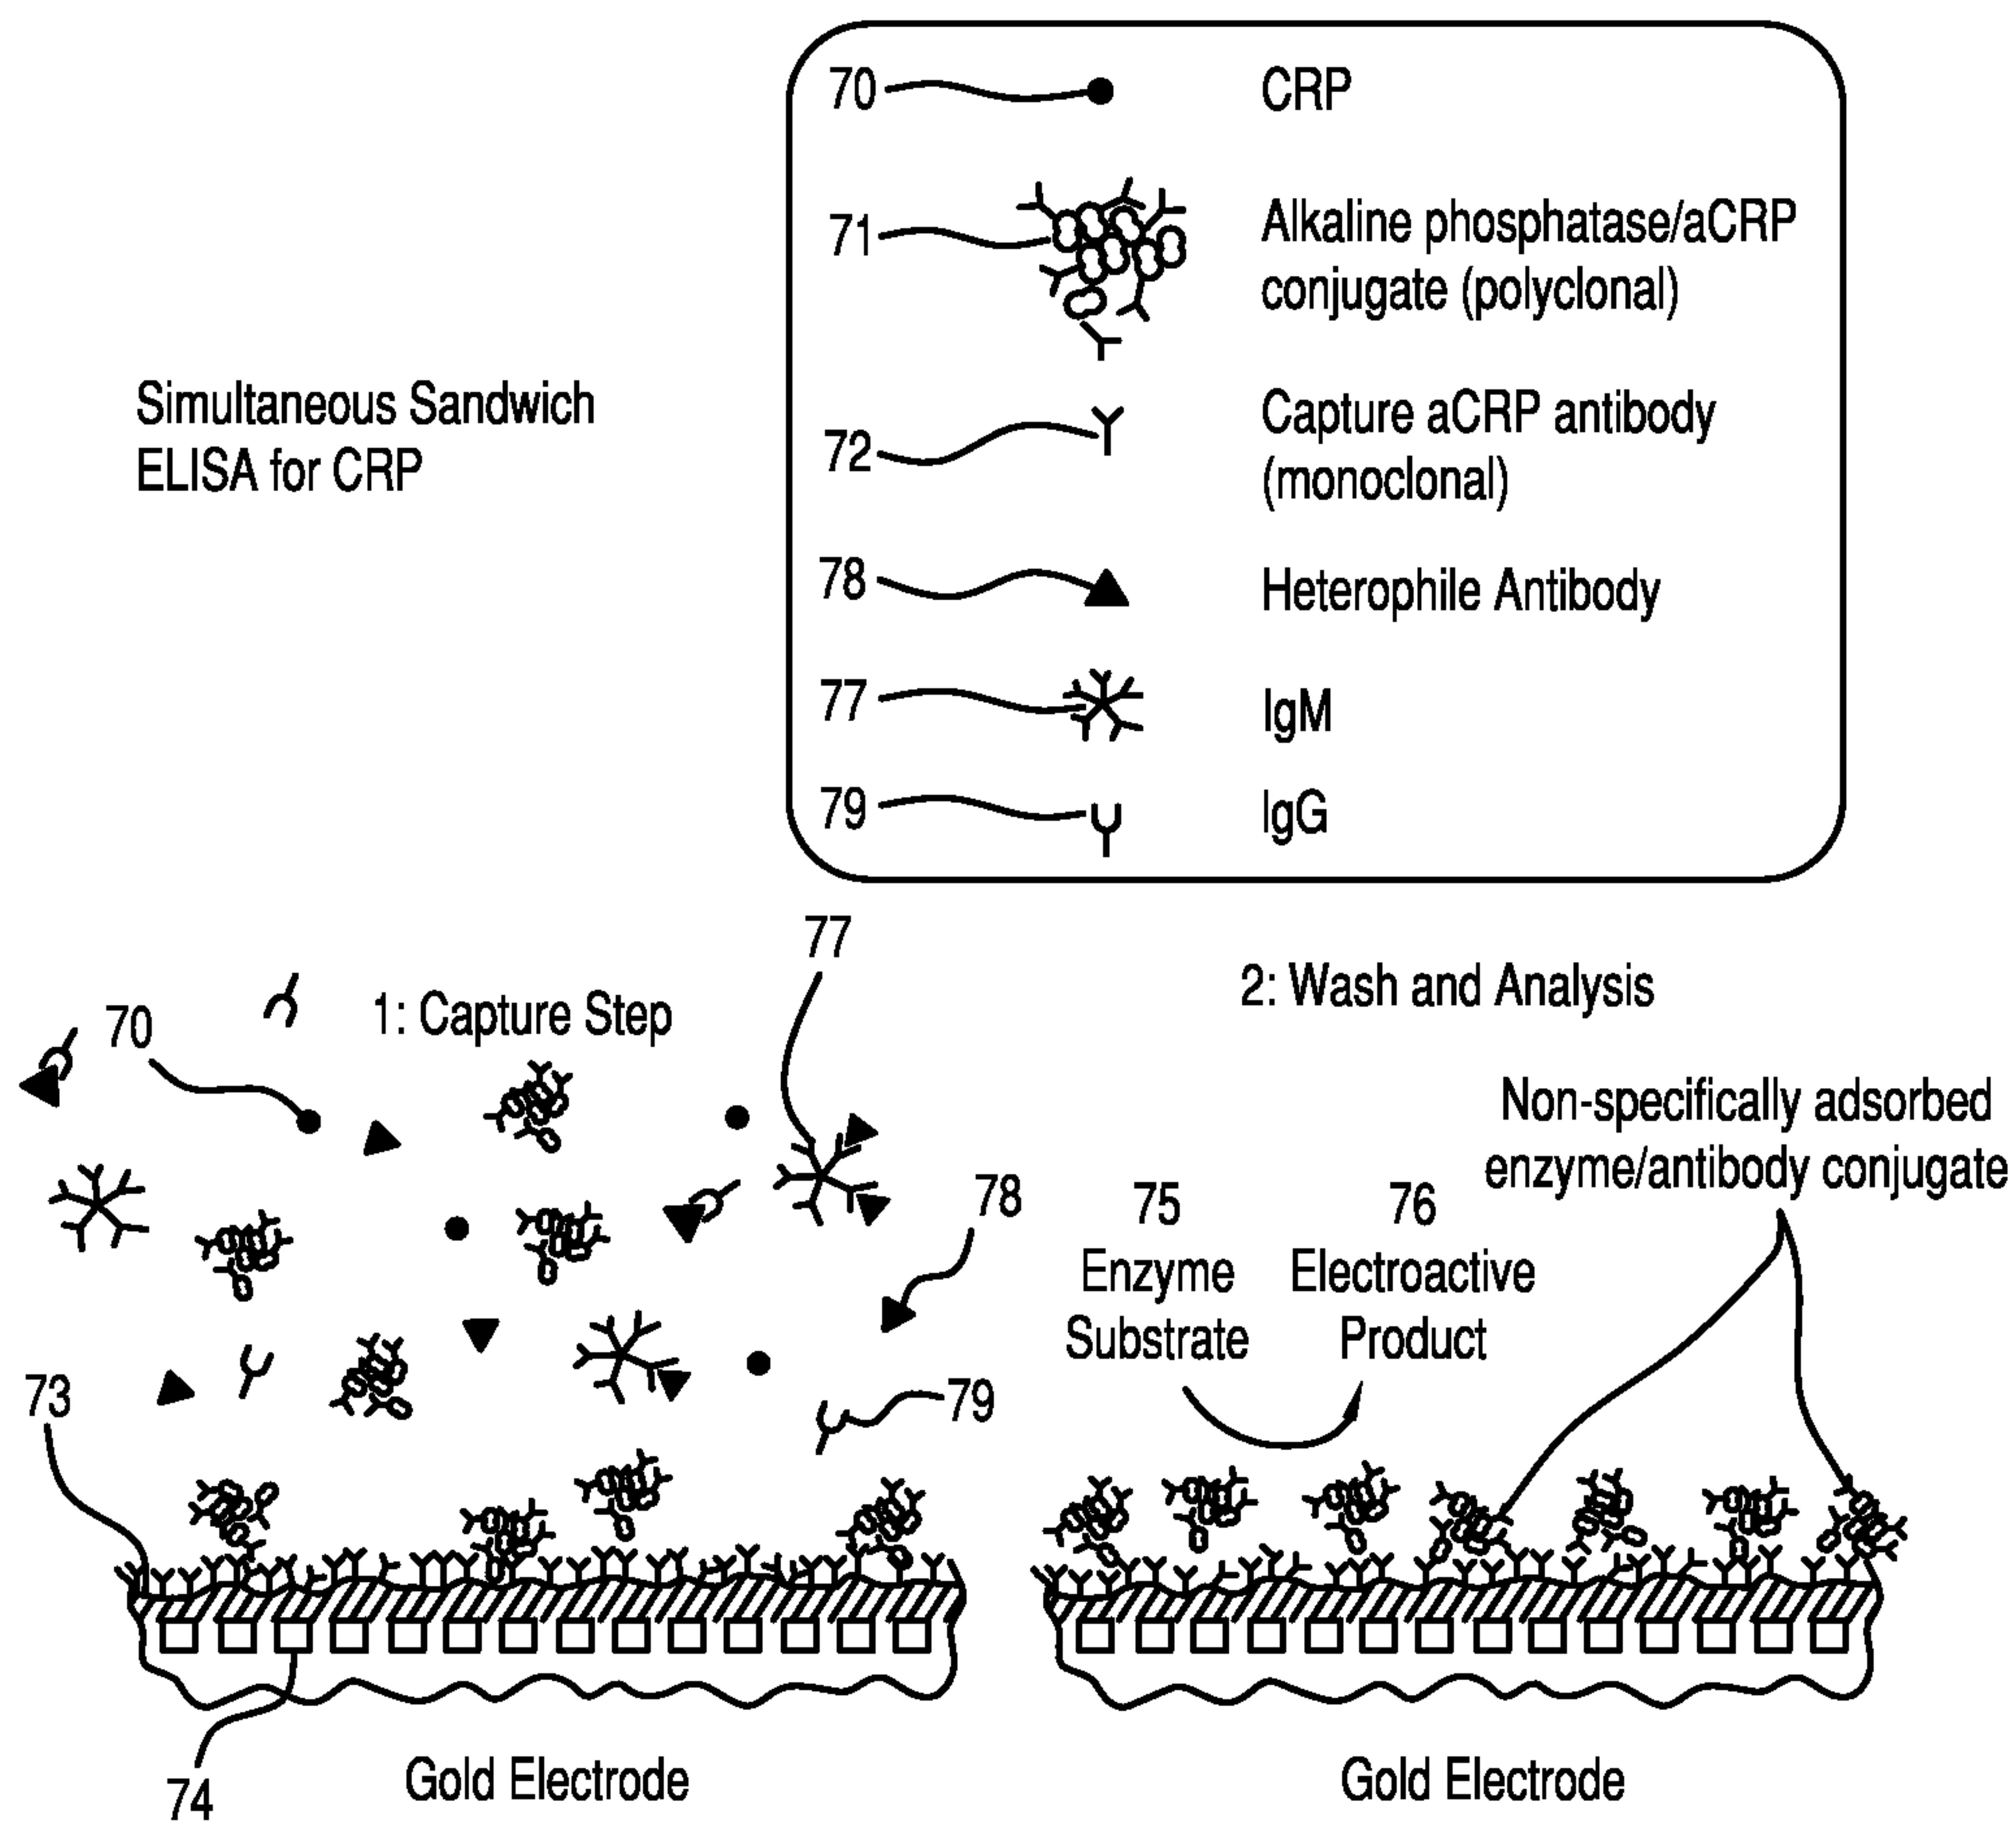 70 CRP
71 Alkaline phosphatase/aCRP
conjugate (polyclonal)
Simultaneous Sandwich
ELISA for CRP
72 Capture aCRP antibody
(monoclonal)
78 Heterophile Antibody
77 IgM
79 IgG
77
70
1: Capture Step
78
73
79
74
Gold Electrode
2: Wash and Analysis
Non-specifically adsorbed
enzyme/antibody conjugate
75
Enzyme
Substrate
76
Electroactive
Product
Gold Electrode